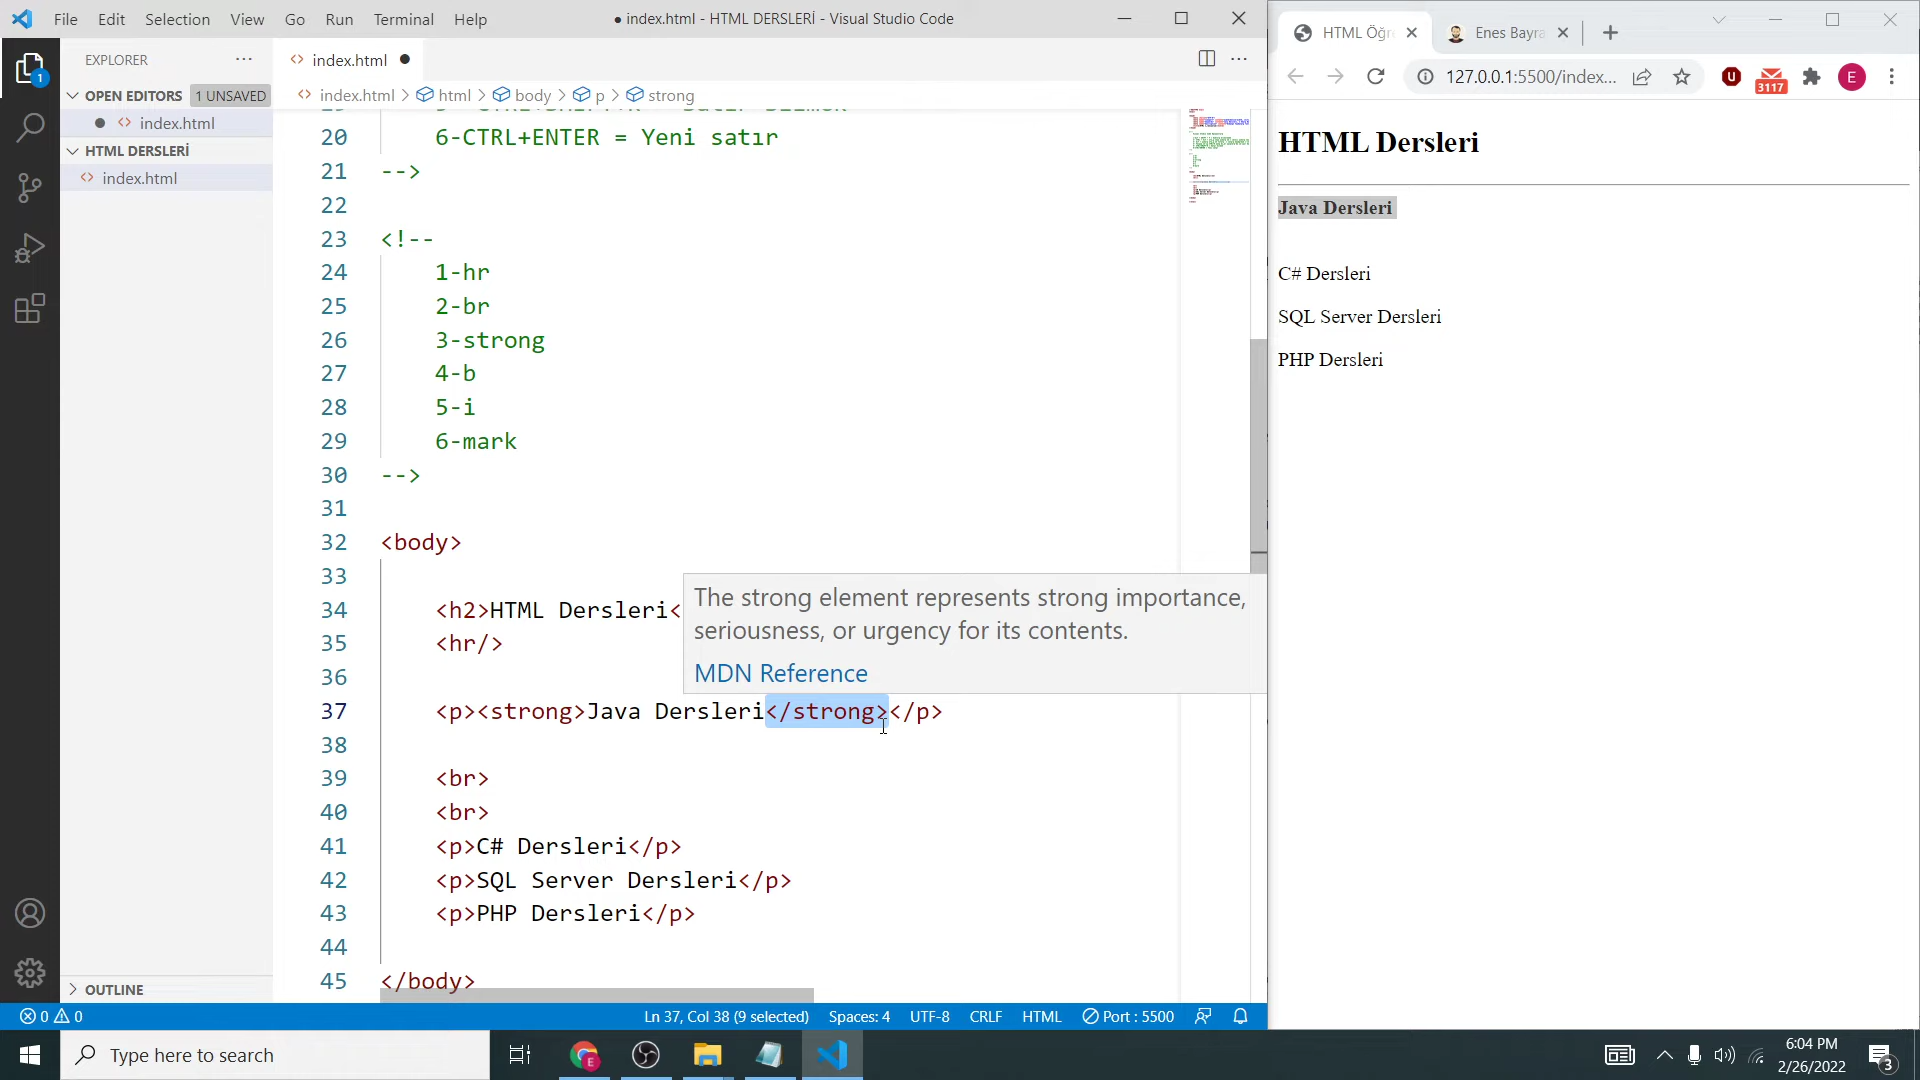 File Edit Selection View Go Run Terminal Help
● index.html - HTML DERSLERİ - Visual Studio Code
EXPLORER
OPEN EDITORS 1 UNSAVED
index.html
HTML DERSLERİ
index.html
OUTLINE
index.html
index.html > html > body > p > strong
20 6-CTRL+ENTER = Yeni satır
21 -->
22
23 <!--
24 1-hr
25 2-br
26 3-strong
27 4-b
28 5-i
29 6-mark
30 -->
31
32 <body>
33
34 <h2>HTML Dersleri<
35 <hr/>
36
37 <p><strong>Java Dersleri</strong></p>
38
39 <br>
40 <br>
41 <p>C# Dersleri</p>
42 <p>SQL Server Dersleri</p>
43 <p>PHP Dersleri</p>
44
45 </body>
The strong element represents strong importance,
seriousness, or urgency for its contents.
MDN Reference
0 0 Ln 37, Col 38 (9 selected) Spaces: 4 UTF-8 CRLF HTML Port : 5500
HTML Öğr
Enes Bayra
127.0.0.1:5500/index...
3117
E
HTML Dersleri
Java Dersleri
C# Dersleri
SQL Server Dersleri
PHP Dersleri
Type here to search
6:04 PM
2/26/2022
3